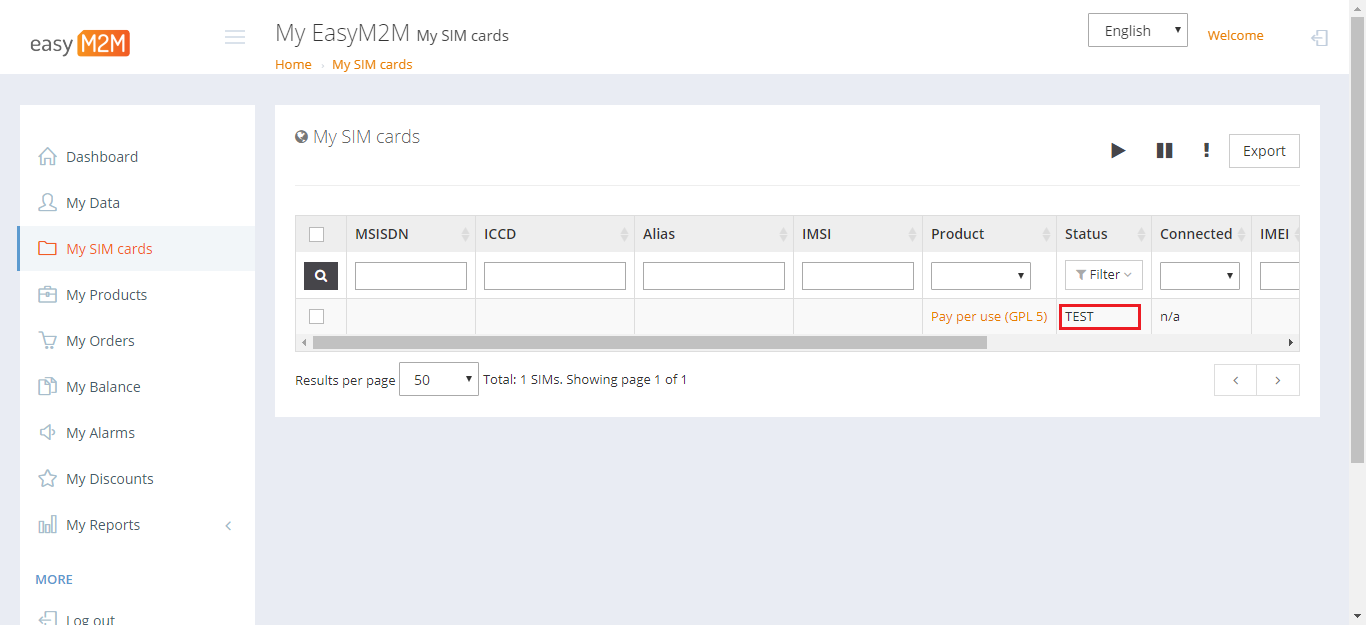 easy M2M
My EasyM2M My SIM cards
English
Welcome
Home
My SIM cards
Dashboard
My Data
My SIM cards
My Products
My Orders
My Balance
My Alarms
My Discounts
My Reports
MORE
Log out
My SIM cards
Export
MSISDN ICCD Alias IMSI Product Status Connected IMEI
Filter
Pay per use (GPL 5) TEST n/a
Results per page 50 Total: 1 SIMs. Showing page 1 of 1